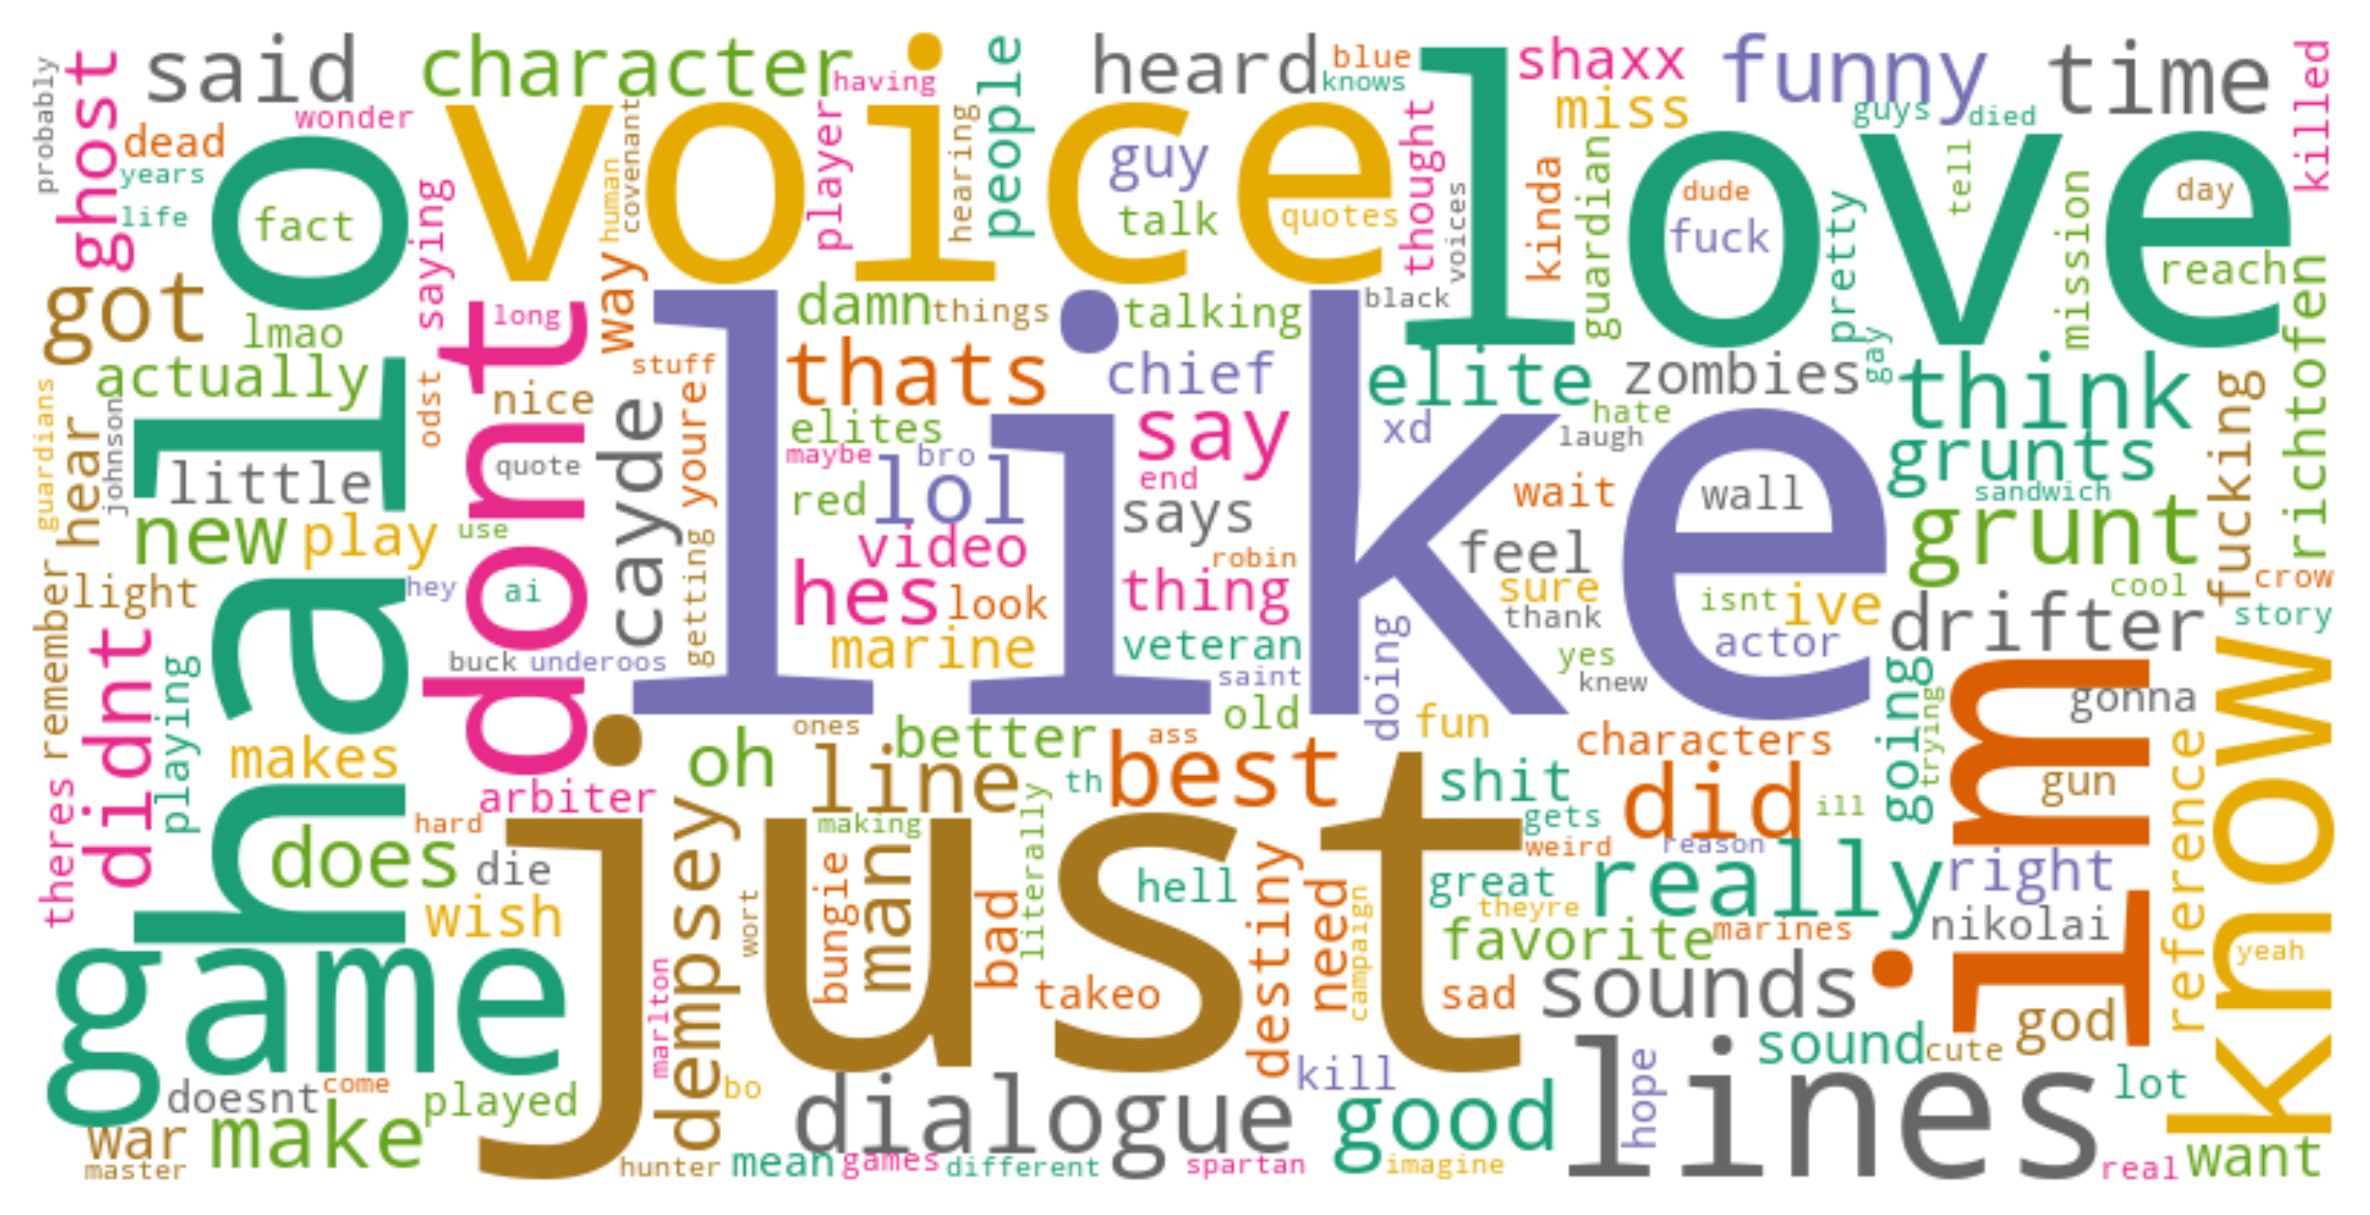 said
character
having
people
heard
blue
knows
shaxx
funny
time
killed
probably
ghost
wonder
dead
years
life
halo
fact
saying
voice
human
covenant
player
hearing
guy
talk
quotes
thought
voices
love
miss
kinda
guardian
dude
fuck
pretty
guys
died
tell
mission
day
reach
richtofen
got
lmao
actually
dont
long
way
damn
things
talking
black
like
thats
chief
elite
zombies
gay
think
fucking
guardians
hear
johnson
odst
nice
stuff
youre
cayde
elites
say
xd
hate
laugh
grunts
little
quote
maybe
bro
lol
red
end
says
wait
wall
sandwich
grunt
new
play
use
video
robin
feel
remember
light
hey
ai
getting
hes
look
thing
sure
thank
isnt
ive
actor
cool
crow
story
drifter
didnt
playing
buck
underoos
marine
veteran
saint
doing
yes
knew
going
trying
im
gonna
know
theres
makes
arbiter
ones
oh
line
better
old
fun
best
ass
characters
shit
did
ill
gun
reference
does
hard
die
just
dempsey
making
man
th
literally
gets
weird
reason
really
right
wish
wort
bungie
bad
hell
destiny
need
campaign
great
theyre
favorite
marines
nikolai
yeah
game
marlton
takeo
sad
sounds
god
doesnt
come
played
bo
kill
hope
sound
cute
lot
war
make
dialogue
good
lines
want
master
hunter
mean
games
different
spartan
imagine
real